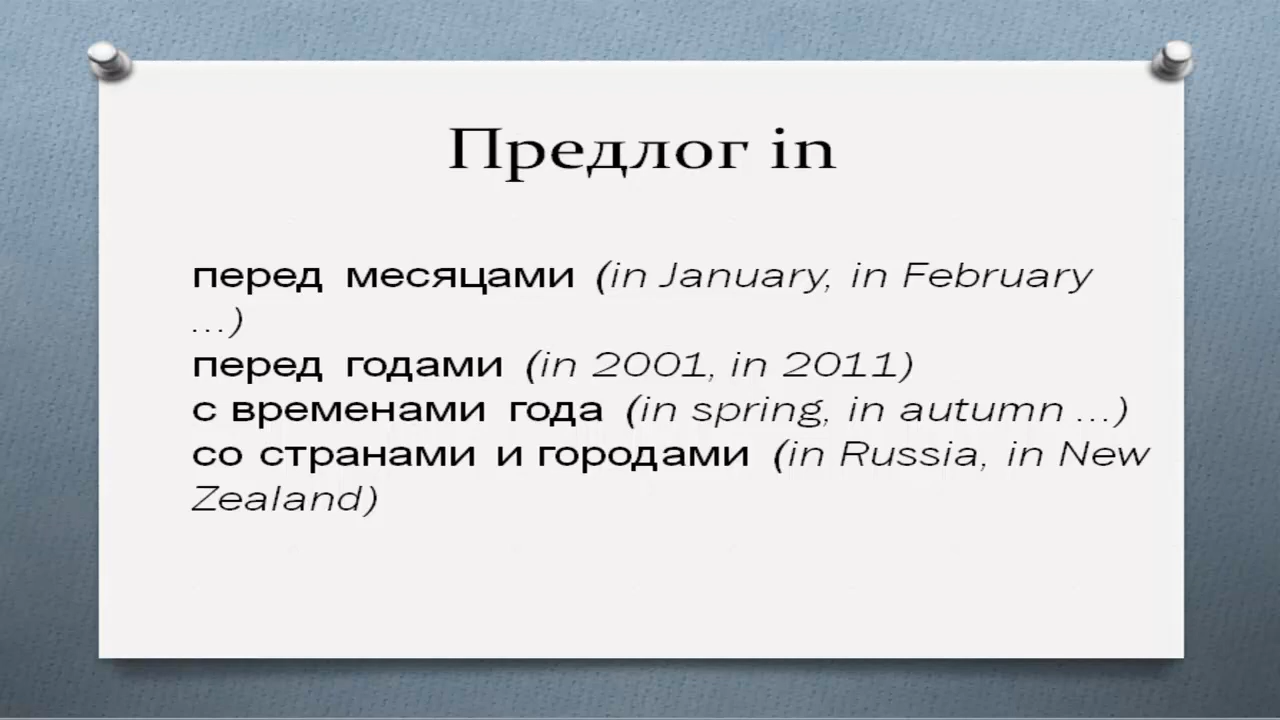 Предлог in
перед месяцами (in January, in February
...)
перед годами (in 2001, in 2011)
с временами года (in spring, in autumn ...)
со странами и городами (in Russia, in New
Zealand)